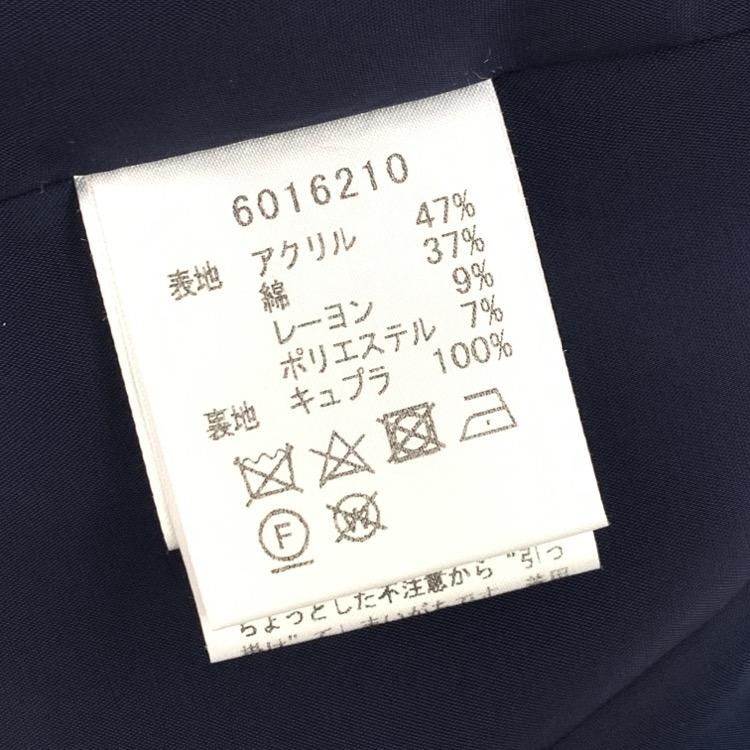 6016210
表地 アクリル 47%
綿 37%
レーヨン 9%
ポリエステル 7%
裏地 キュプラ 100%
F
W
ちょっとした不注意から "引っ
掛け"